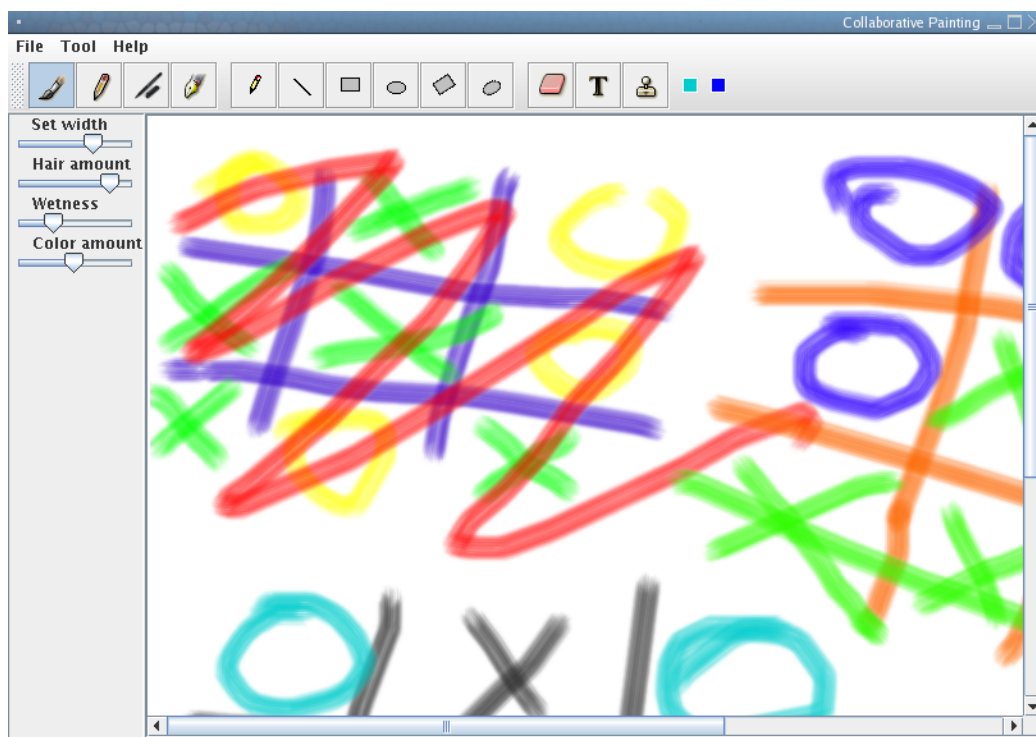 Collaborative Painting
File Tool Help
T
Set width
Hair amount
Wetness
Color amount